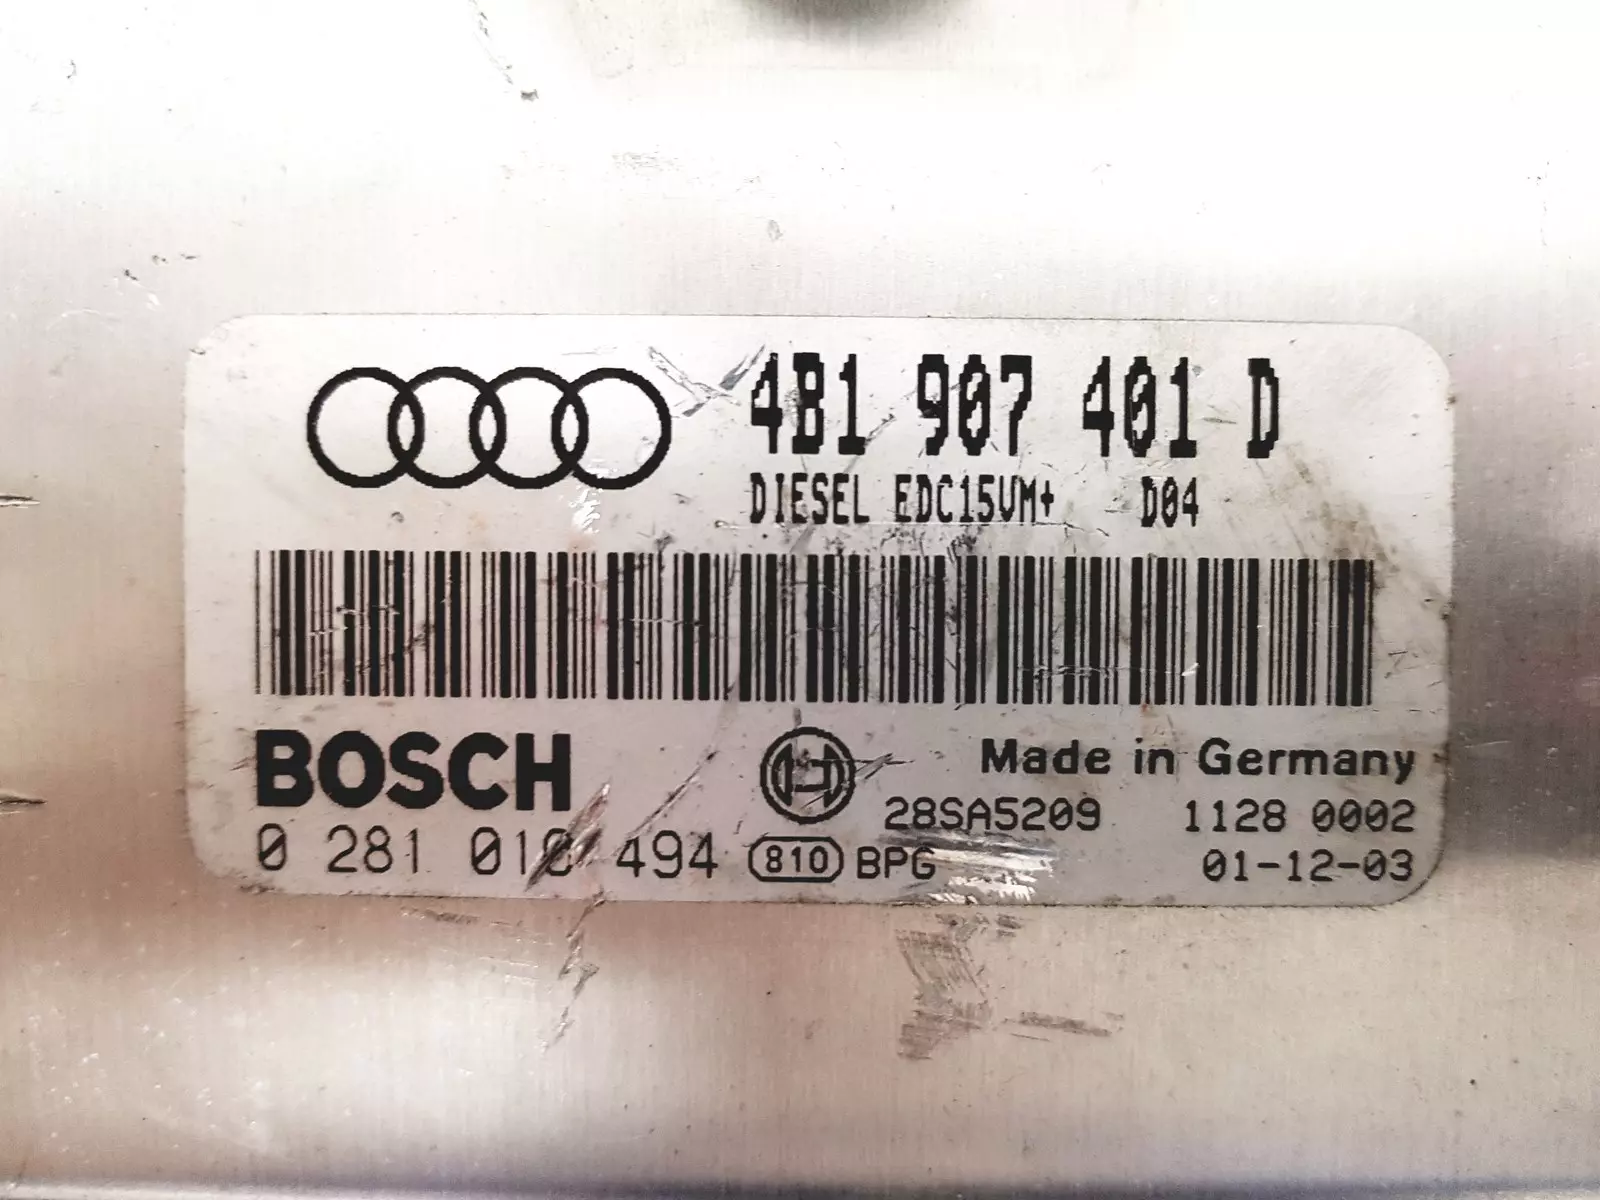 4B1 907 401 D
DIESEL EDC15VM+ D04
BOSCH
Made in Germany
28SA5209 1128 0002
0 281 010 494 810 BPG 01-12-03